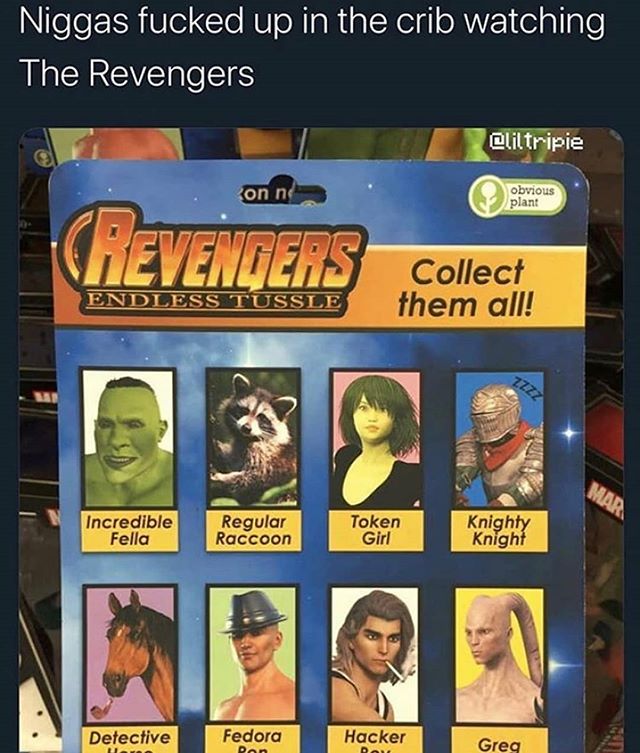 Niggas fucked up in the crib watching
The Revengers
@liltripie
obvious
plant
REVENGERS
ENDLESS TUSSLE
Collect
them all!
zzzz
Incredible
Fella
Regular
Raccoon
Token
Girl
Knighty
Knight
MAR
Detective
Fedora
Hacker
Greg